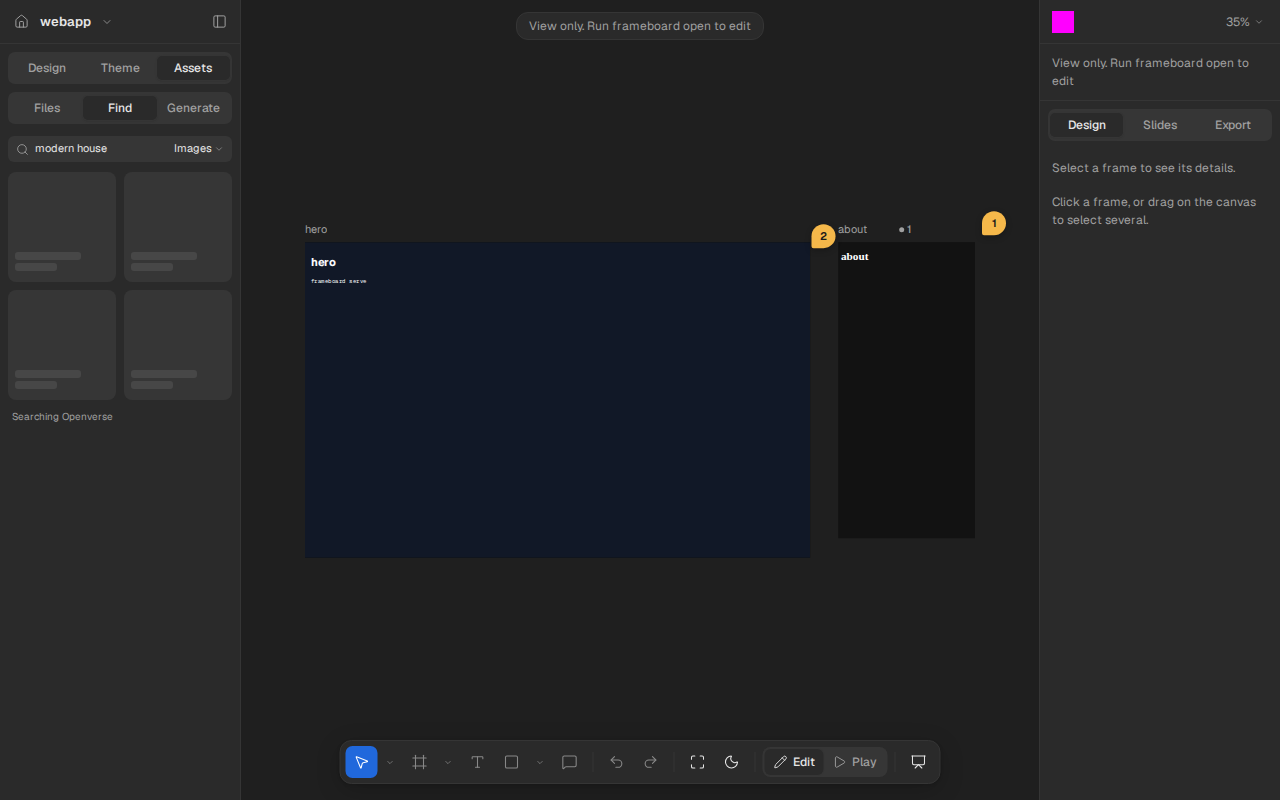 webapp
View only. Run frameboard open to edit
35%
Design Theme Assets
View only. Run frameboard open to
edit
Files Find Generate
Design Slides Export
modern house Images
Select a frame to see its details.
Click a frame, or drag on the canvas
to select several.
hero
2
about
1
1
hero
frameboard serve
about
Searching Openverse
Edit
Play